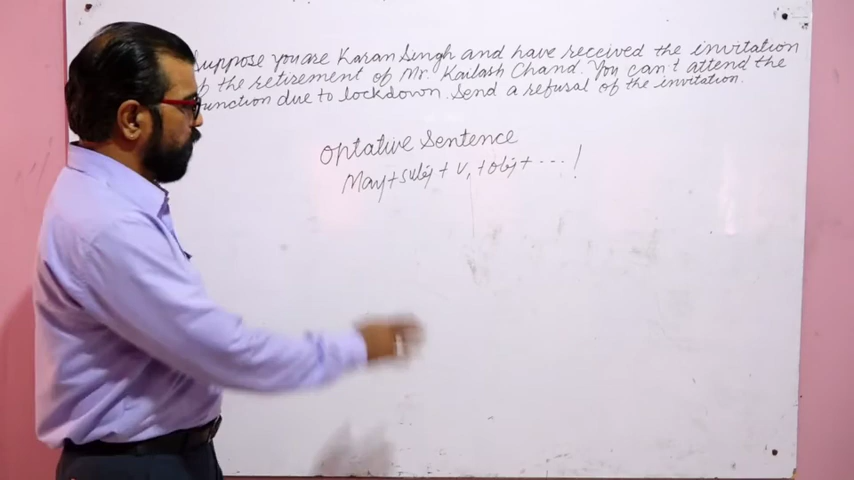 Suppose you are Karan Singh and have received the invitation
of the retirement of Mr. Kailash Chand. You can't attend the
function due to lockdown. Send a refusal of the invitation.
Optative Sentence
May + subj + V1 + obj + ... !